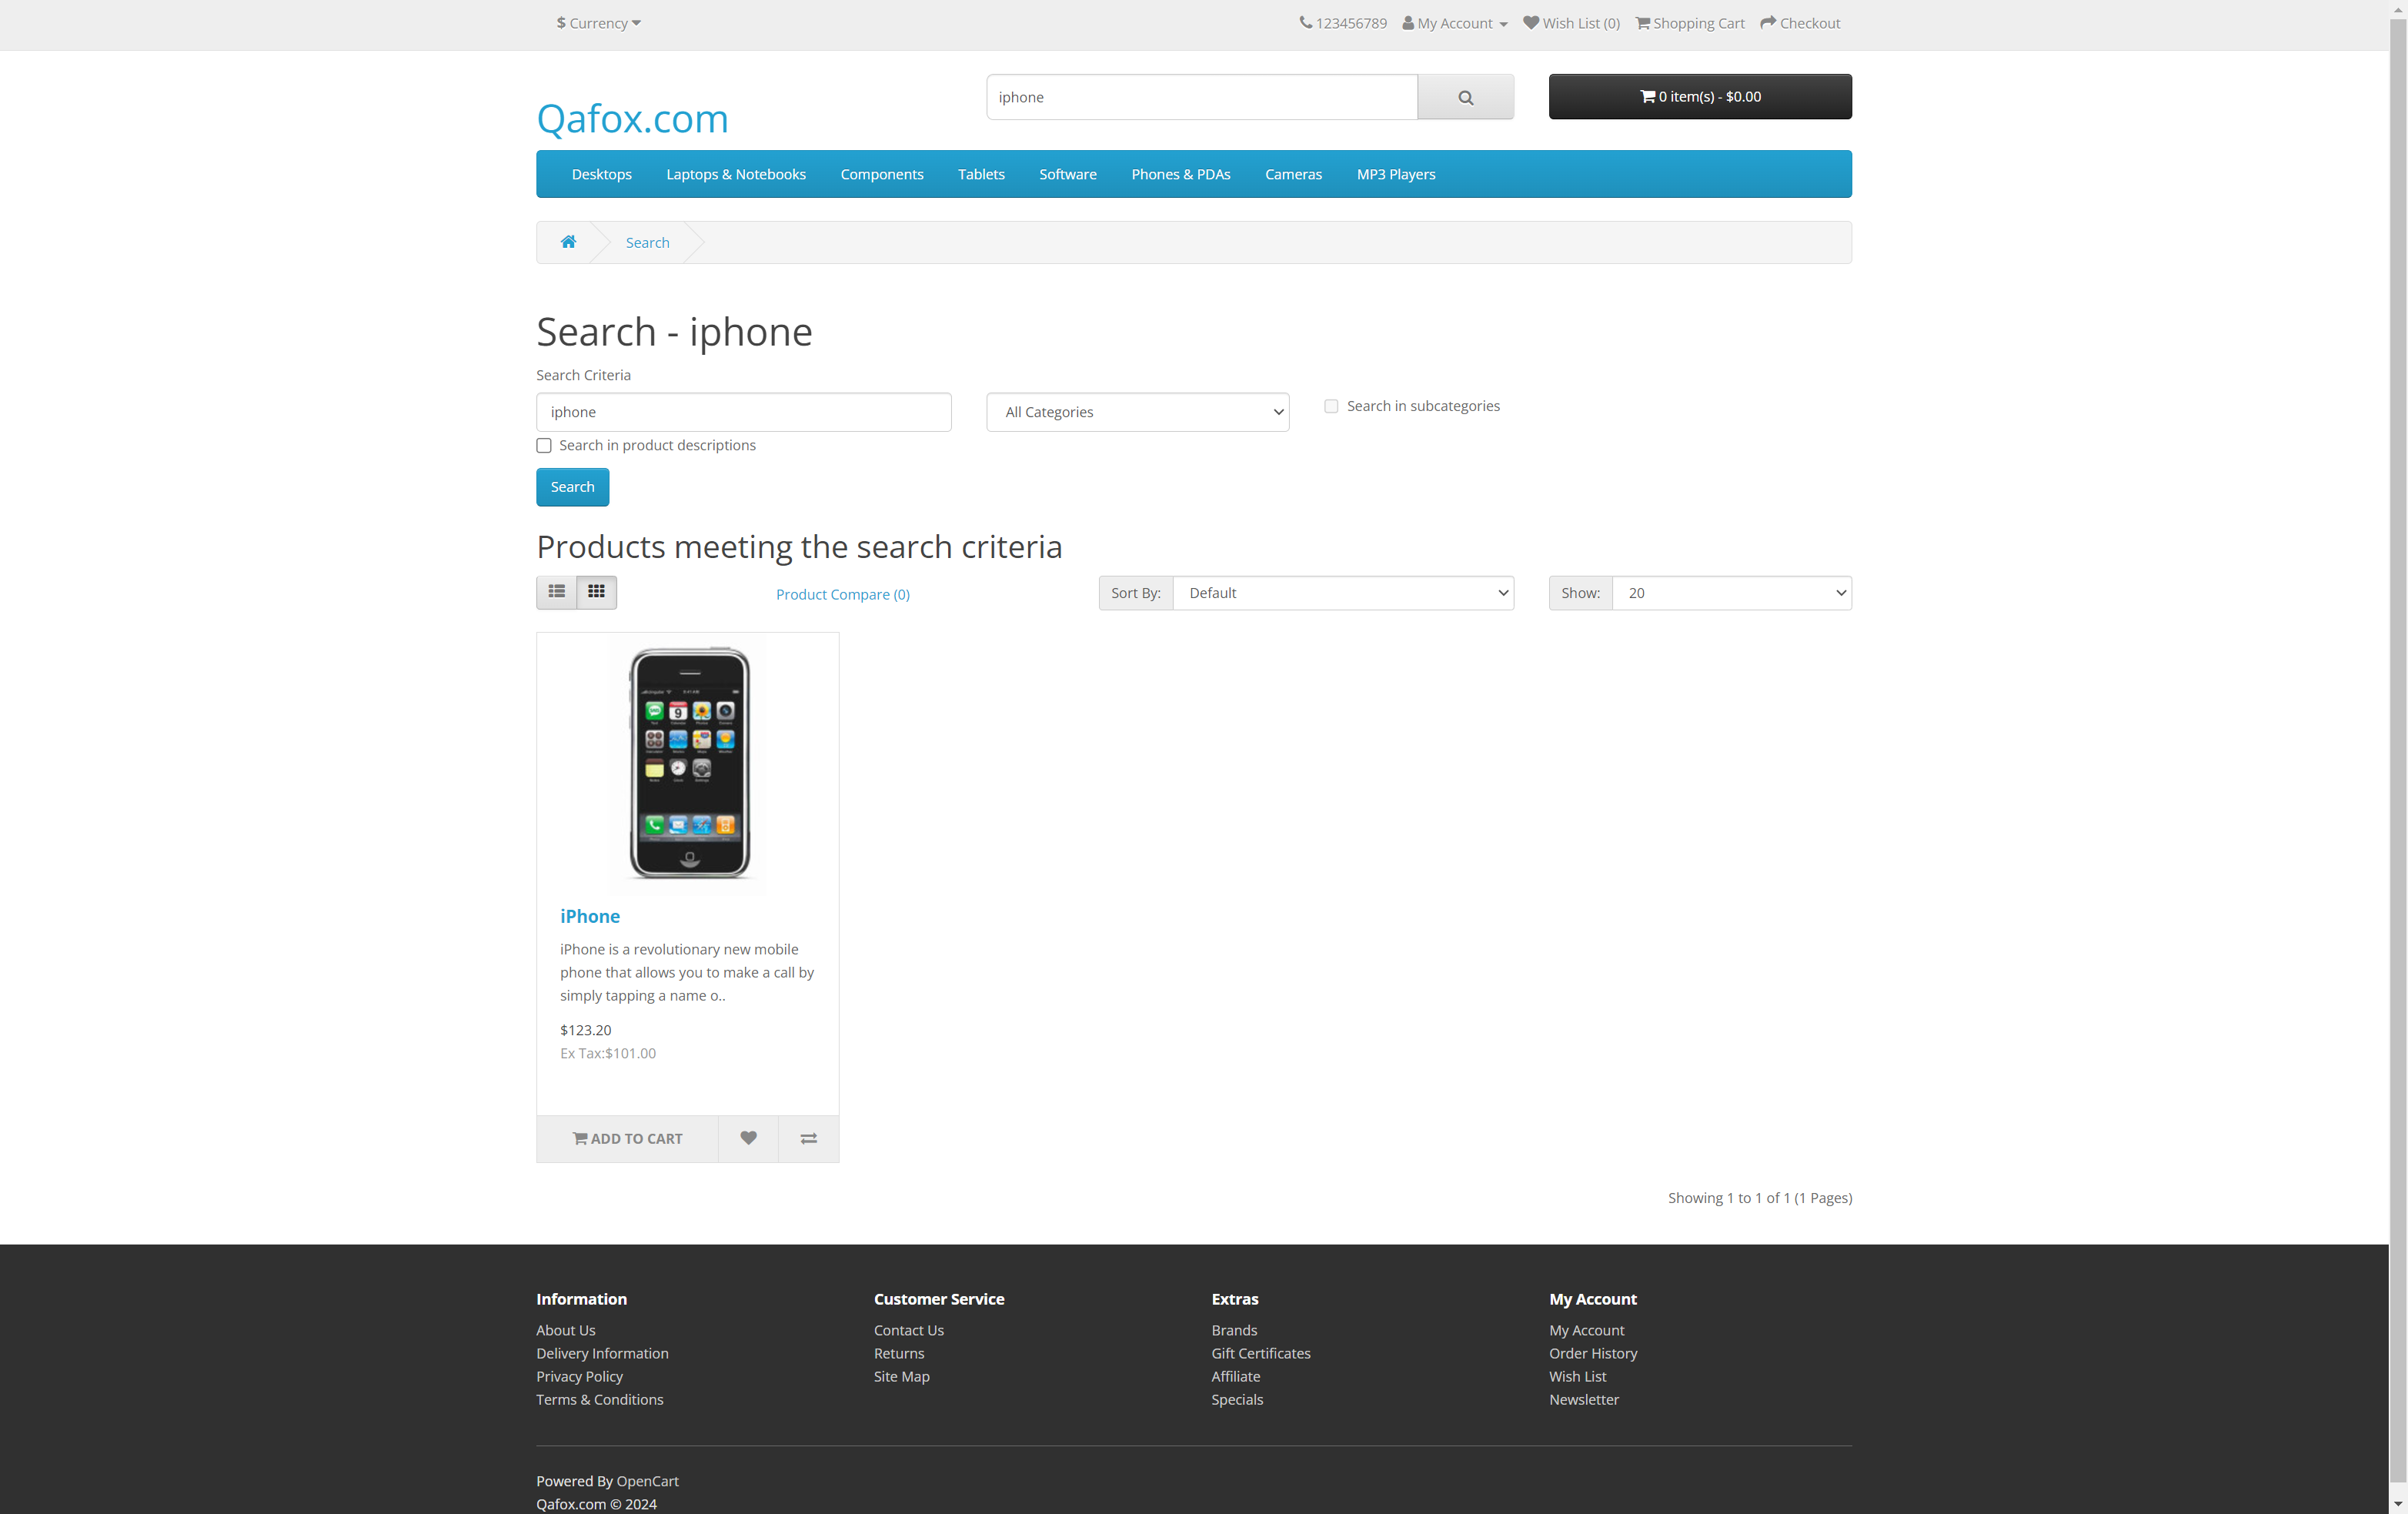 $ Currency
123456789 My Account Wish List (0) Shopping Cart Checkout
Qafox.com
iphone
0 item(s) - $0.00
Desktops Laptops & Notebooks Components Tablets Software Phones & PDAs Cameras MP3 Players
Search
Search - iphone
Search Criteria
iphone
All Categories
Search in subcategories
Search in product descriptions
Search
Products meeting the search criteria
Product Compare (0)
Sort By: Default
Show: 20
iPhone
iPhone is a revolutionary new mobile
phone that allows you to make a call by
simply tapping a name o..
$123.20
Ex Tax:$101.00
ADD TO CART
Showing 1 to 1 of 1 (1 Pages)
Information
About Us
Delivery Information
Privacy Policy
Terms & Conditions
Customer Service
Contact Us
Returns
Site Map
Extras
Brands
Gift Certificates
Affiliate
Specials
My Account
My Account
Order History
Wish List
Newsletter
Powered By OpenCart
Qafox.com © 2024